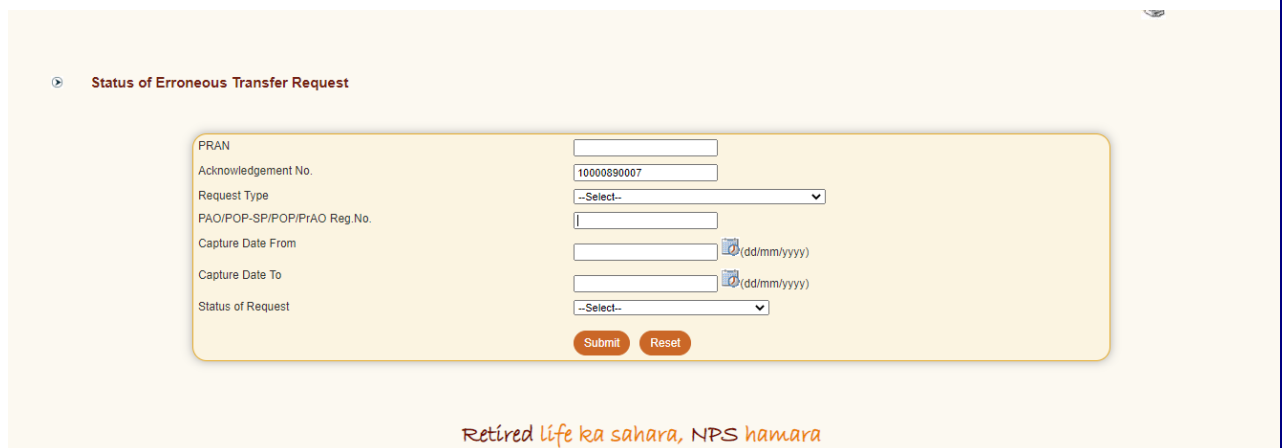 Status of Erroneous Transfer Request
PRAN
Acknowledgement No. 10000890007
Request Type --Select--
PAO/POP-SP/POP/PrAO Reg.No.
Capture Date From (dd/mm/yyyy)
Capture Date To (dd/mm/yyyy)
Status of Request --Select--
Submit Reset
Retired life ka sahara, NPS hamara